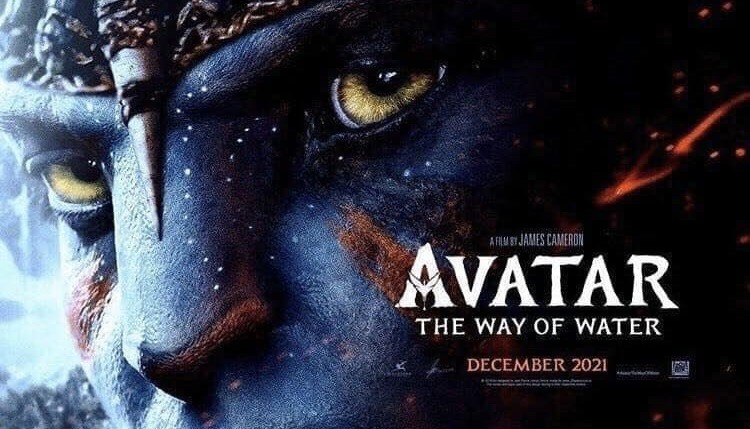 A FILM BY JAMES CAMERON
AVATAR
THE WAY OF WATER
DECEMBER 2021